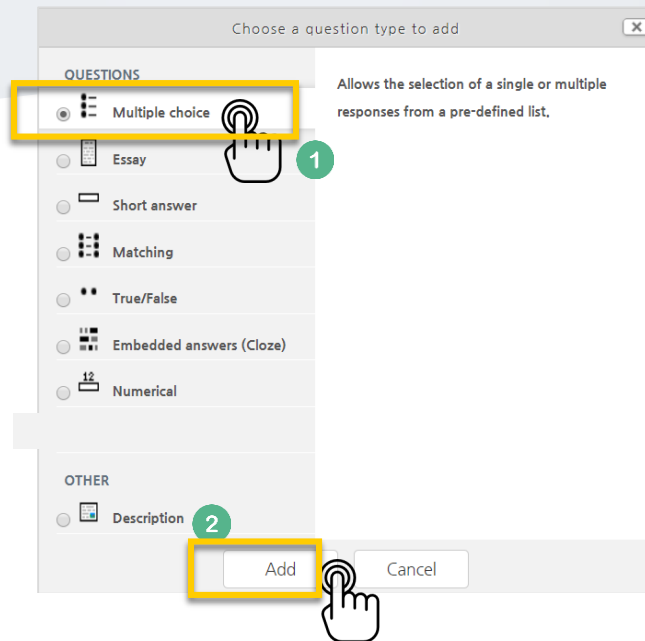 Choose a question type to add
QUESTIONS
Multiple choice
Allows the selection of a single or multiple
responses from a pre-defined list.
1
Essay
Short answer
Matching
True/False
Embedded answers (Cloze)
12
Numerical
OTHER
Description
2
Add
Cancel